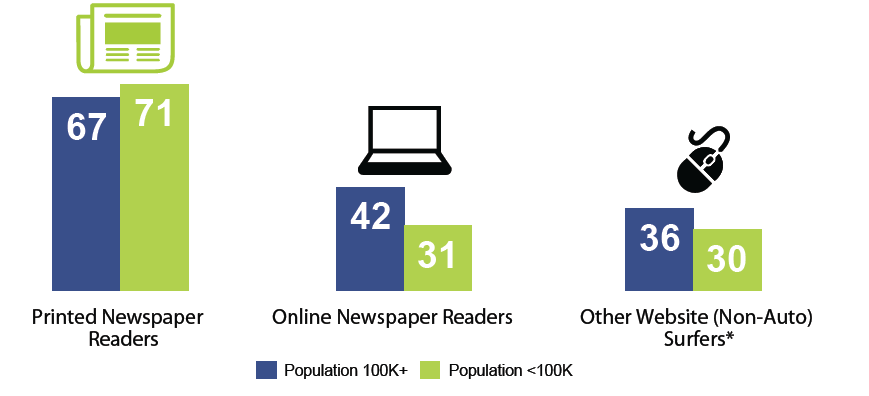 67
71
42
31
36
30
Printed Newspaper
Readers
Online Newspaper Readers
Other Website (Non-Auto)
Surfers*
Population 100K+
Population <100K